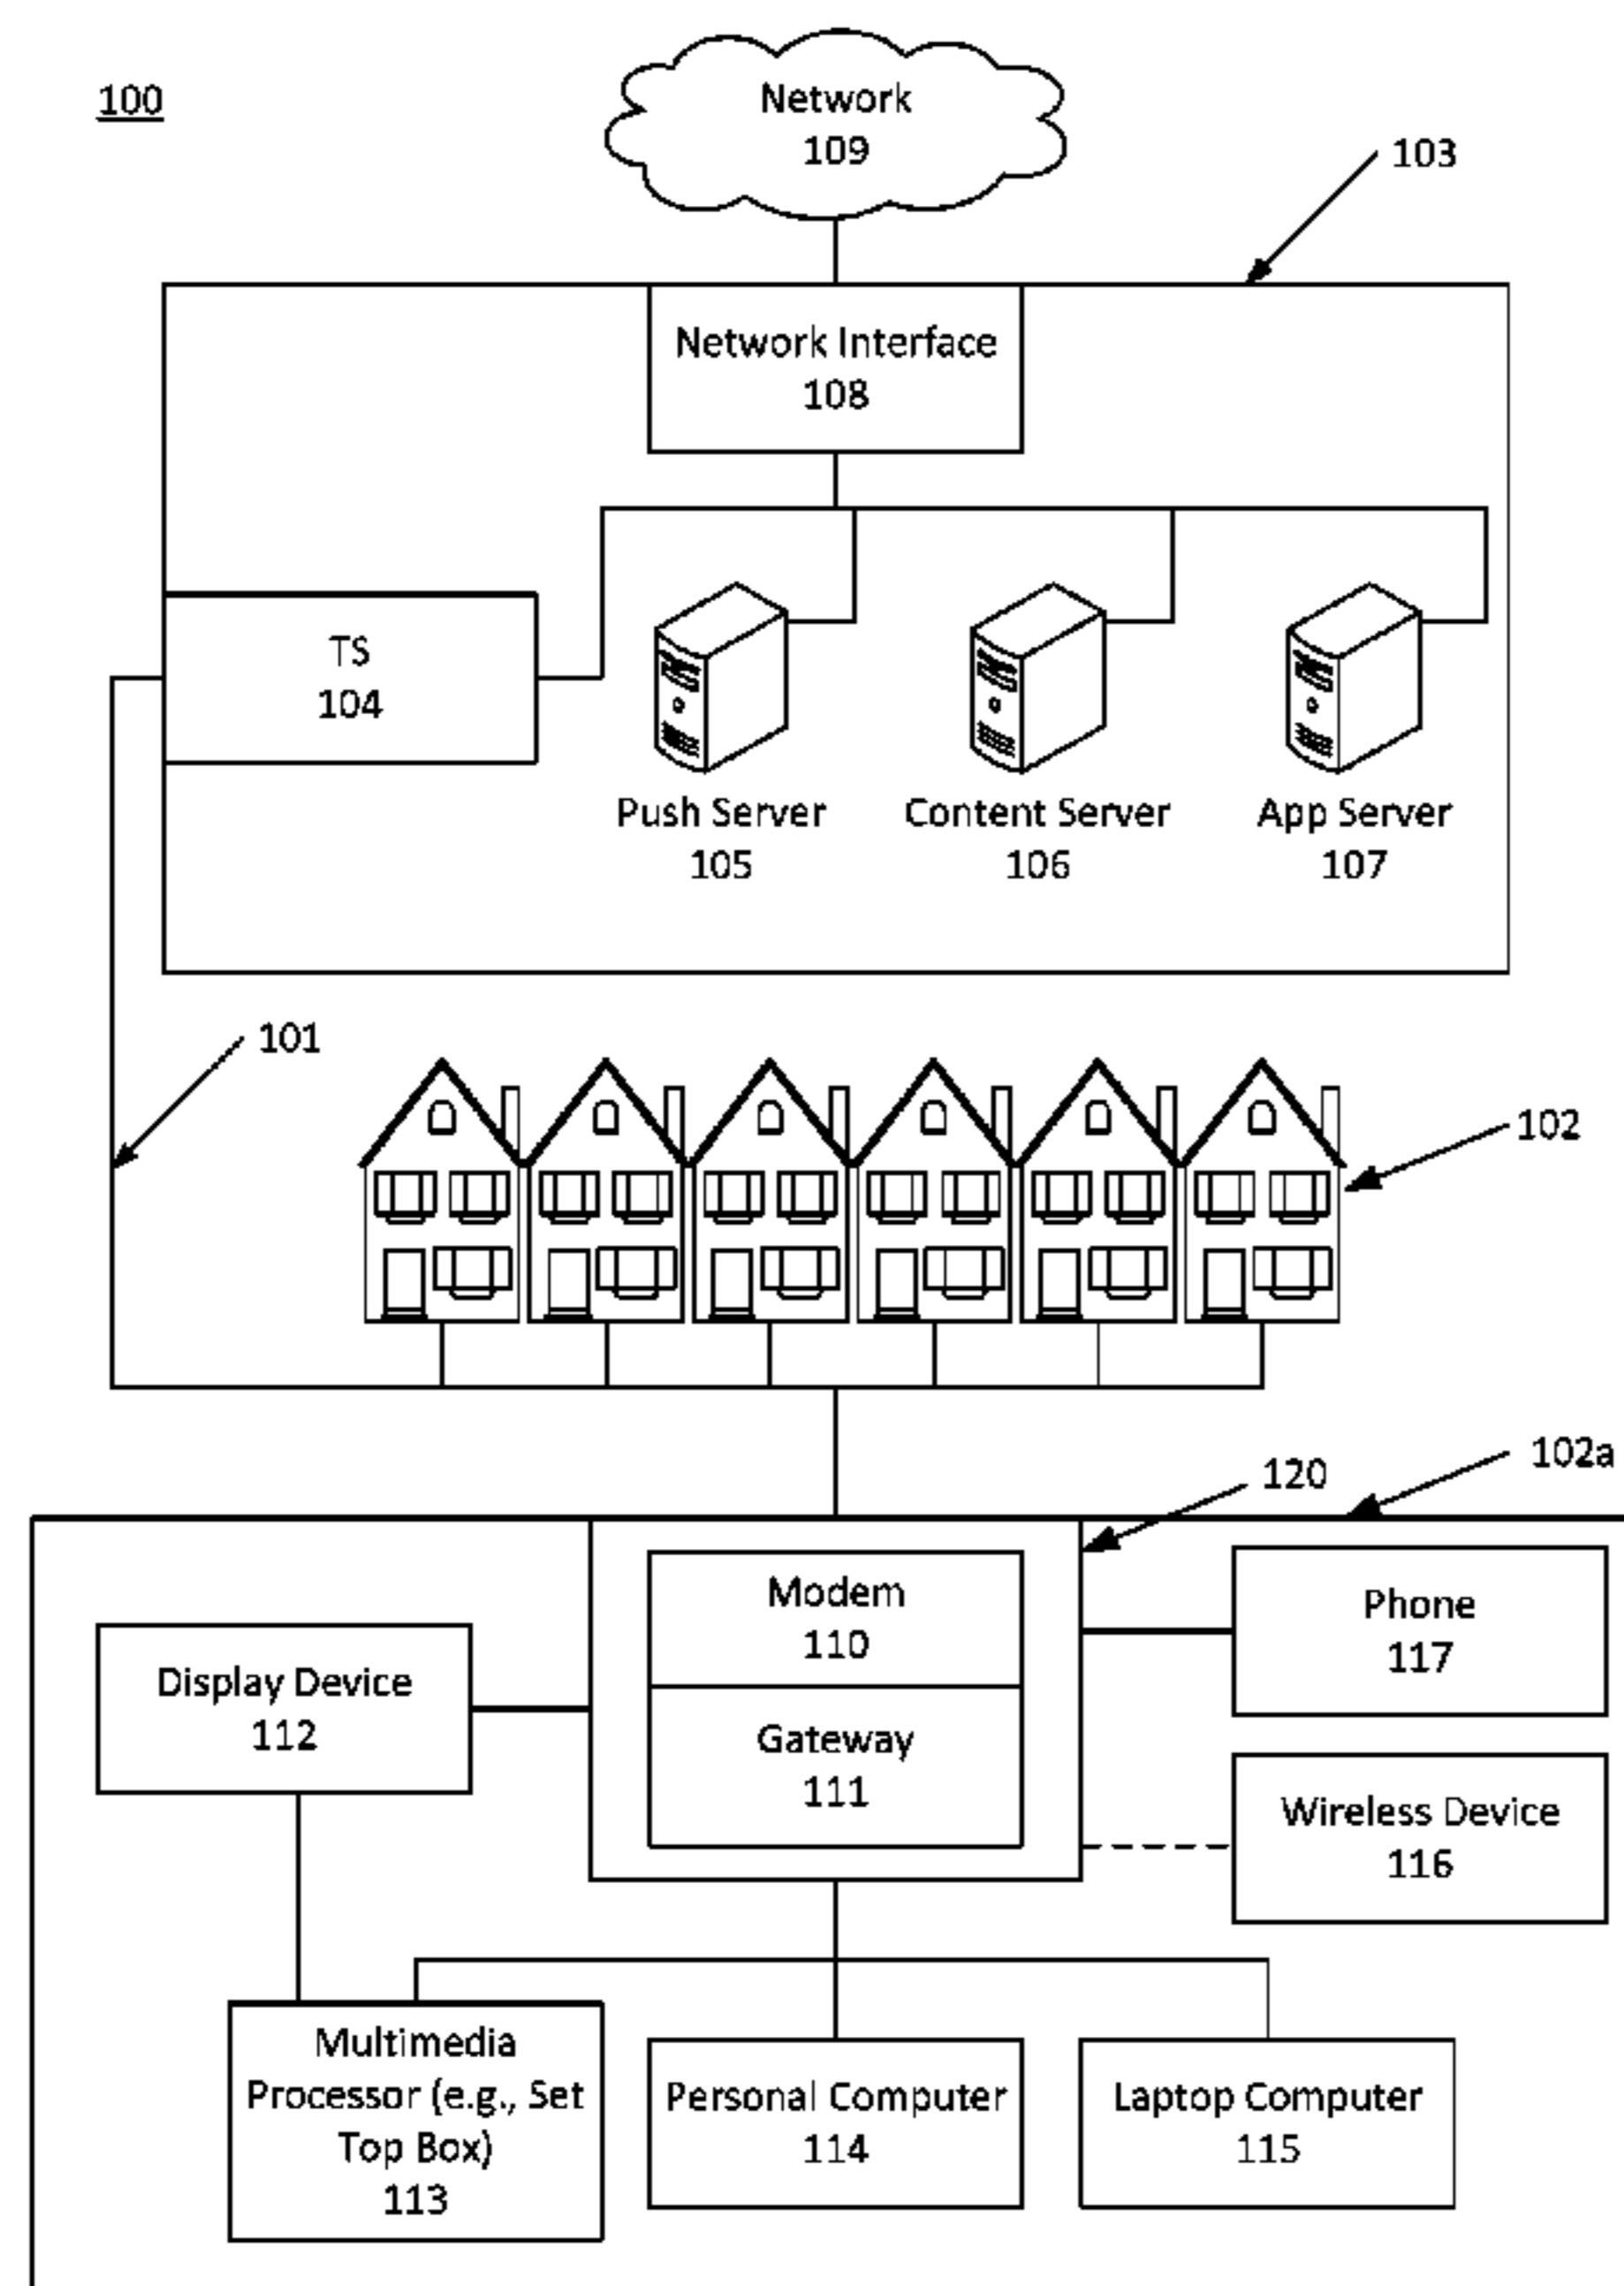 100
Network
109
103
Network Interface
108
TS
104
Push Server
105
Content Server
106
App Server
107
101
102
102a
120
Modem
110
Gateway
111
Phone
117
Display Device
112
Wireless Device
116
Multimedia
Processor (e.g., Set
Top Box)
113
Personal Computer
114
Laptop Computer
115